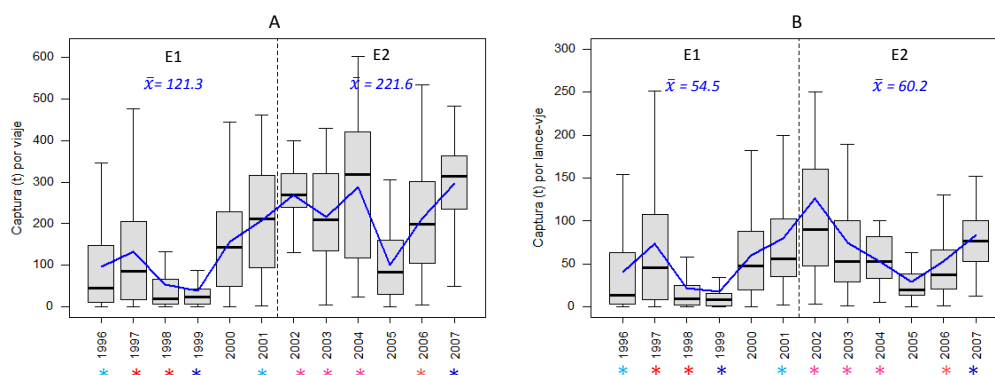 A
E1
E2
x̄= 121.3
x̄ = 221.6
Captura (t) por viaje
600
500
400
300
200
100
0
1996
1997
1998
1999
2000
2001
2002
2003
2004
2005
2006
2007
* * * * * * * * * *
B
E1
E2
x̄ = 54.5
x̄ = 60.2
Captura (t) por lance-vje
300
250
200
150
100
50
0
1996
1997
1998
1999
2000
2001
2002
2003
2004
2005
2006
2007
* * * * * * * * * *